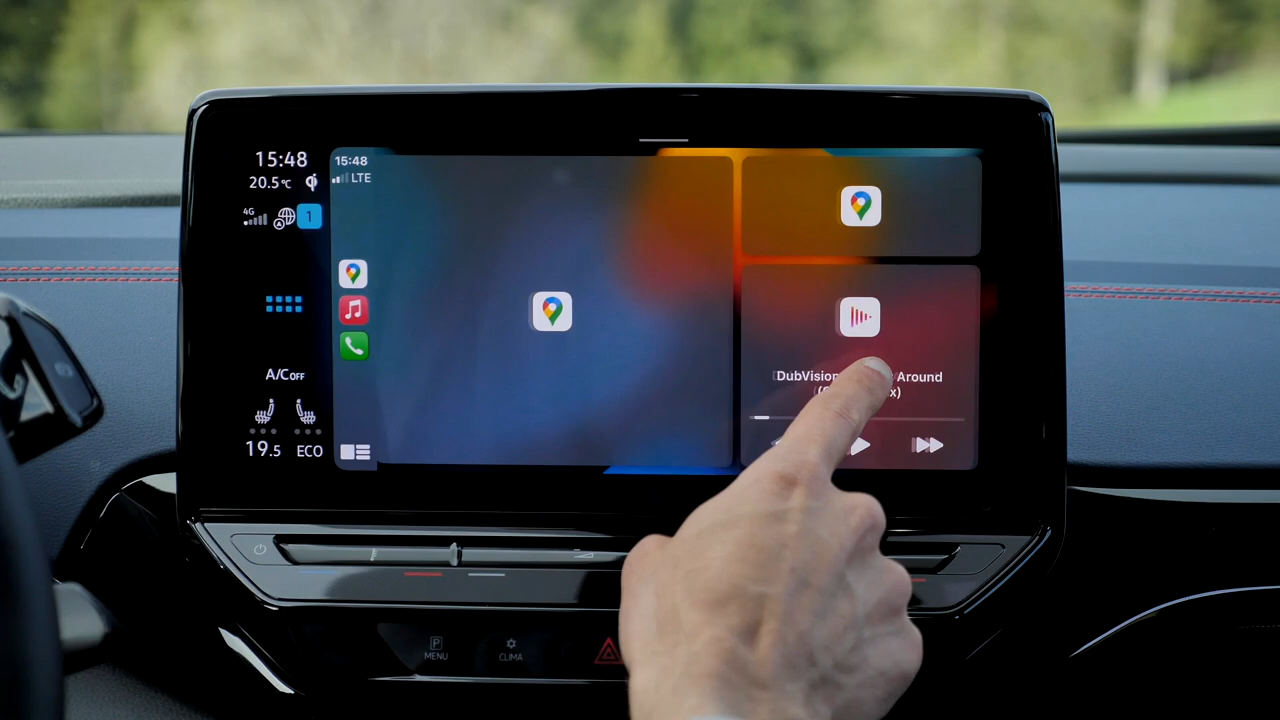 15:48
20.5°C
4G
1
A/C OFF
19.5 ECO
15:48
LTE
DubVision Around
x)
P
MENU
CLIMA